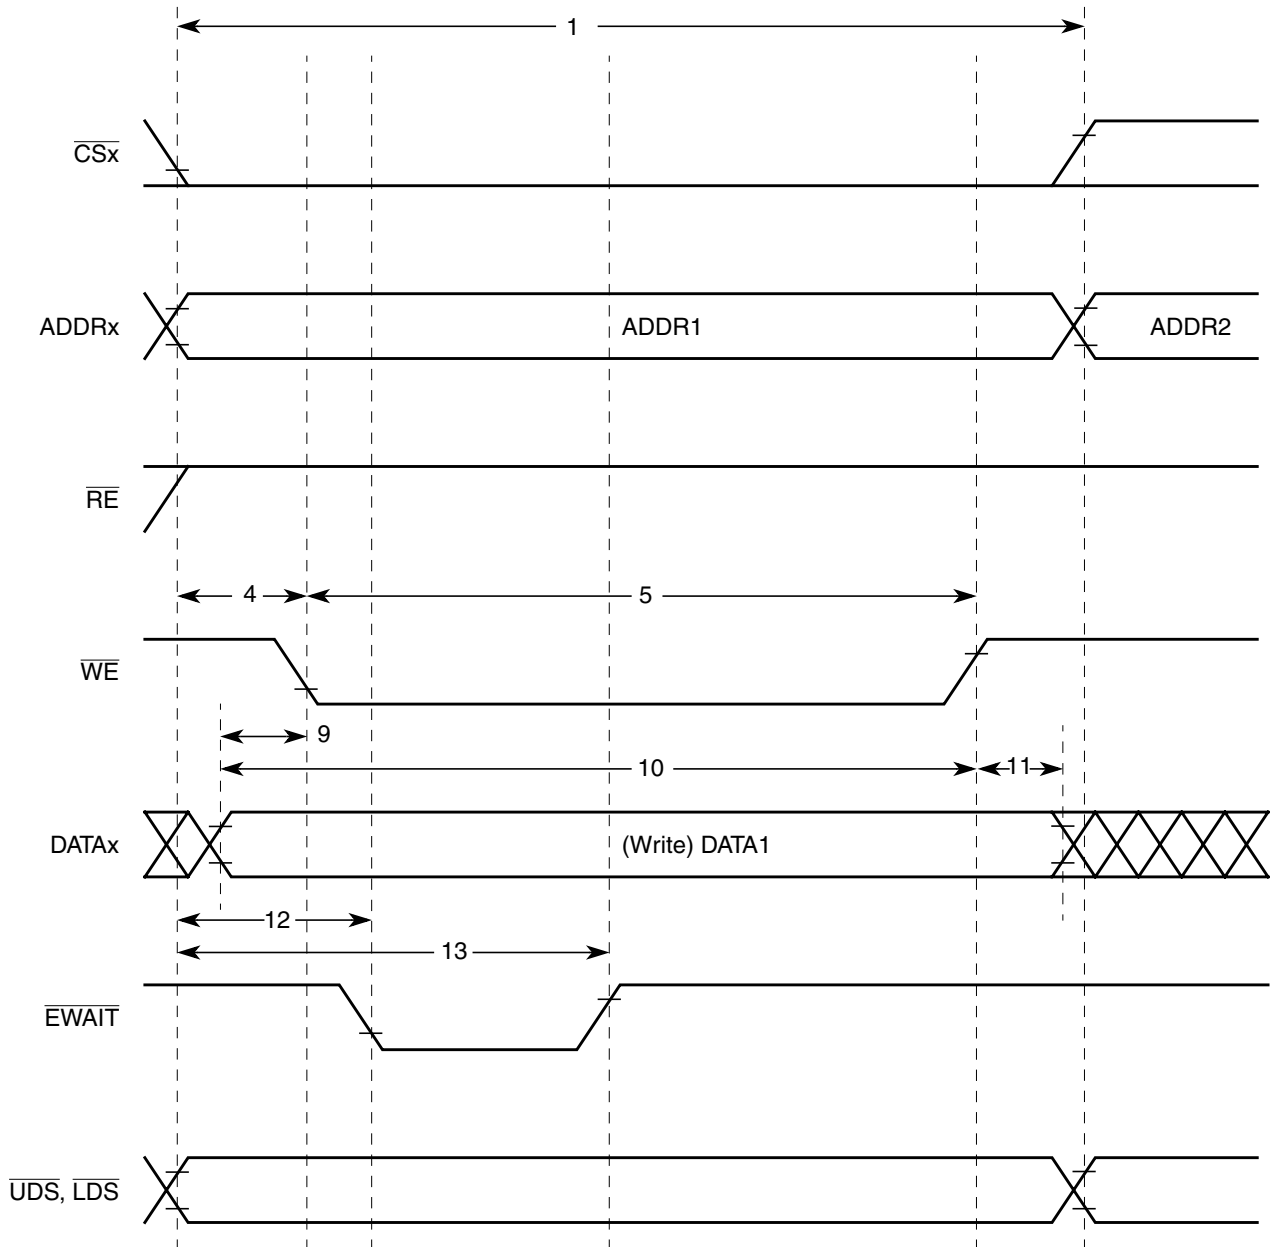 1
CSx
ADDRx ADDR1 ADDR2
RE
4 5
WE
9
10 11
DATAx (Write) DATA1
12
13
EWAIT
UDS, LDS